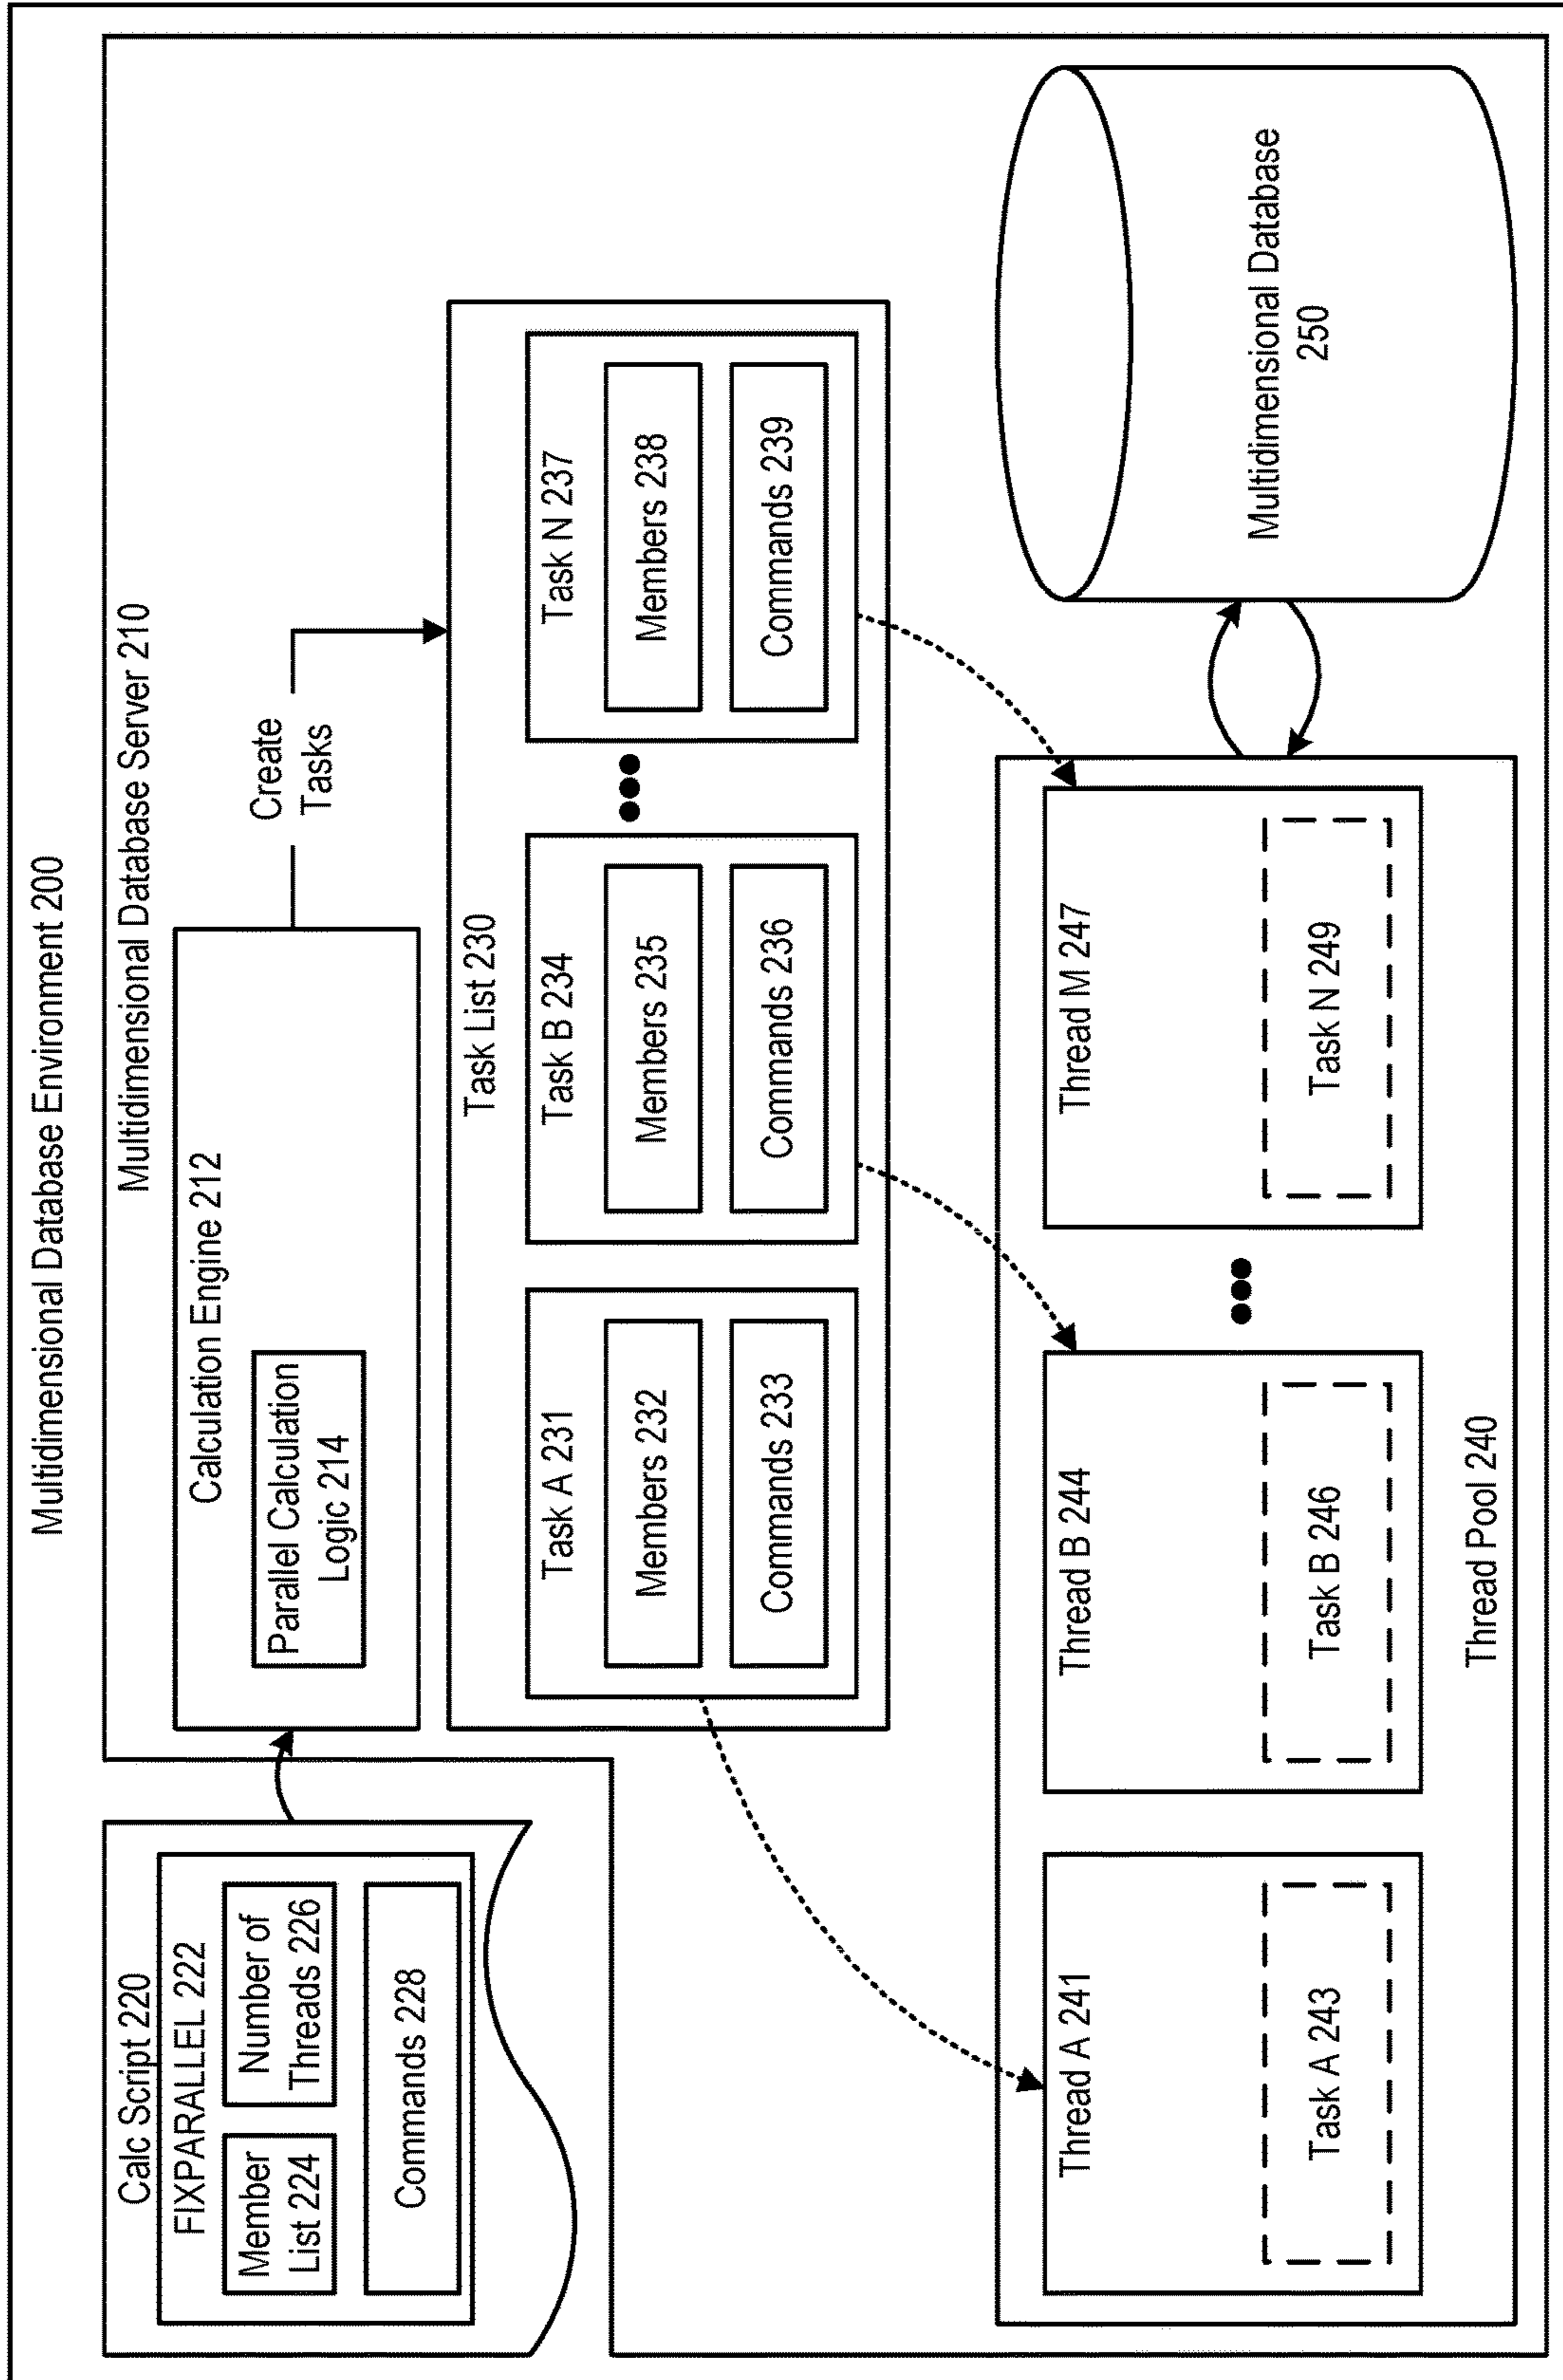 Multidimensional Database Environment 200
Calc Script 220
FIXPARALLEL 222
Member
List 224
Number of
Threads 226
Commands 228
Multidimensional Database Server 210
Calculation Engine 212
Parallel Calculation
Logic 214
Create
Tasks
Task List 230
Task A 231
Members 232
Commands 233
Task B 234
Members 235
Commands 236
Task N 237
Members 238
Commands 239
Thread A 241
Task A 243
Thread B 244
Task B 246
Thread M 247
Task N 249
Thread Pool 240
Multidimensional Database
250